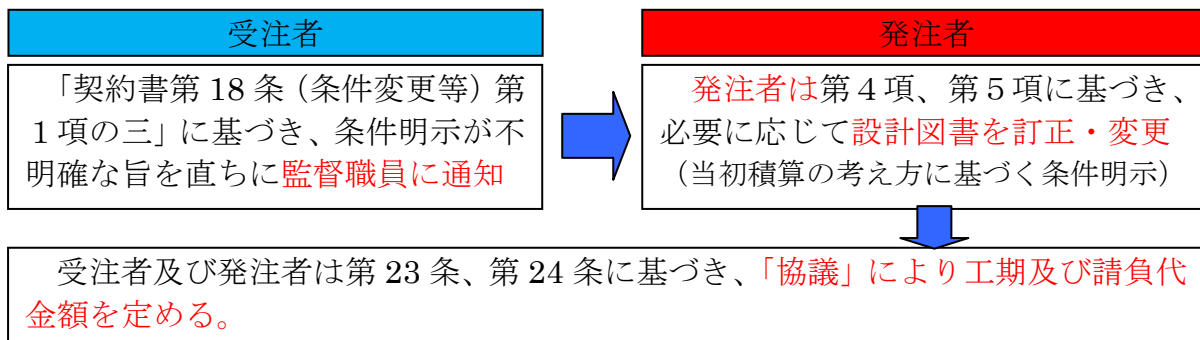 受注者
「契約書第 18 条（条件変更等）第
１項の三」に基づき、条件明示が不
明確な旨を直ちに監督職員に通知
発注者
発注者は第４項、第５項に基づき、
必要に応じて設計図書を訂正・変更
（当初積算の考え方に基づく条件明示）
受注者及び発注者は第 23 条、第 24 条に基づき、「協議」により工期及び請負代
金額を定める。